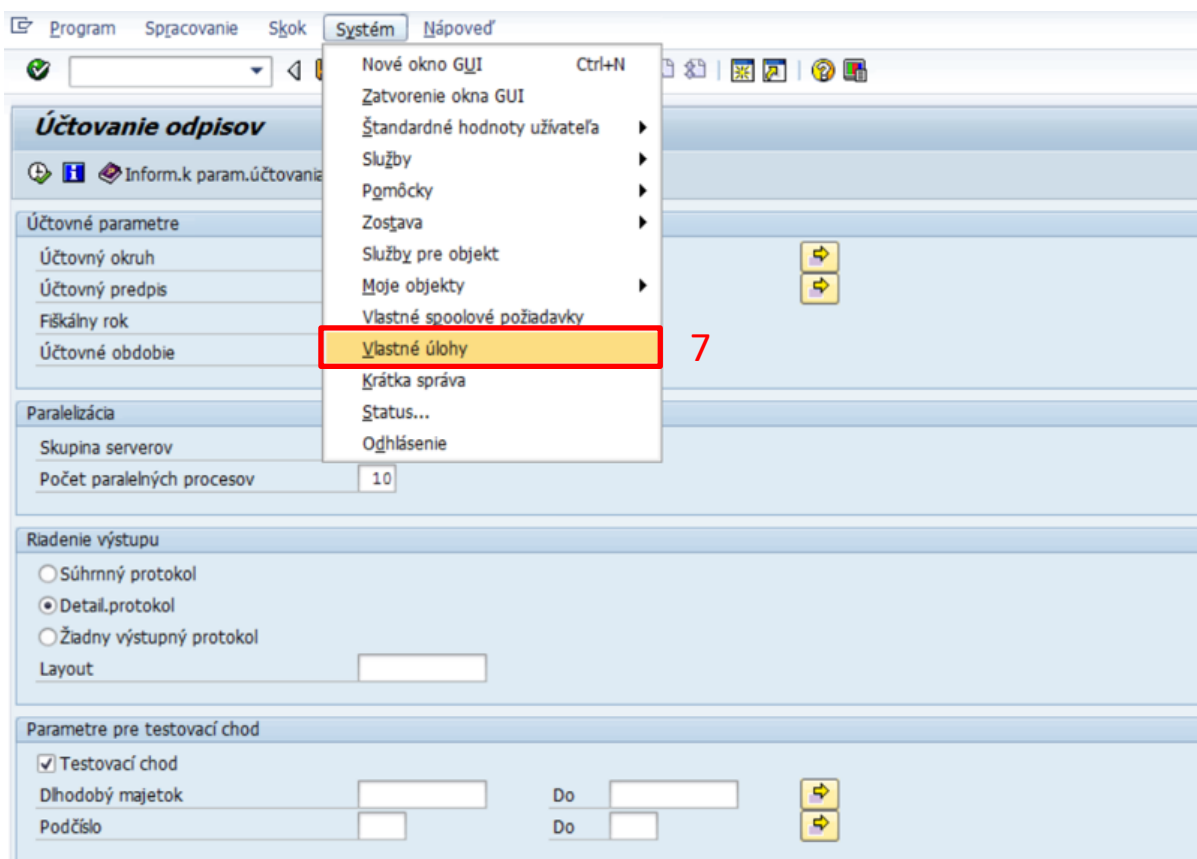 Program Spracovanie Skok Systém Nápoveď
Nové okno GUI Ctrl+N
Zatvorenie okna GUI
Účtovanie odpisov
Štandardné hodnoty užívateľa
Služby
Inform.k param.účtovania
Pomôcky
Účtovné parametre
Zostava
Účtovný okruh
Služby pre objekt
Účtovný predpis
Moje objekty
Fiškálny rok
Vlastné spoolové požiadavky
Účtovné obdobie
Vlastné úlohy 7
Krátka správa
Paralelizácia
Status...
Skupina serverov
Odhlásenie
Počet paralelných procesov 10
Riadenie výstupu
Súhrnný protokol
Detail.protokol
Žiadny výstupný protokol
Layout
Parametre pre testovací chod
Testovací chod
Dlhodobý majetok Do
Podčíslo Do